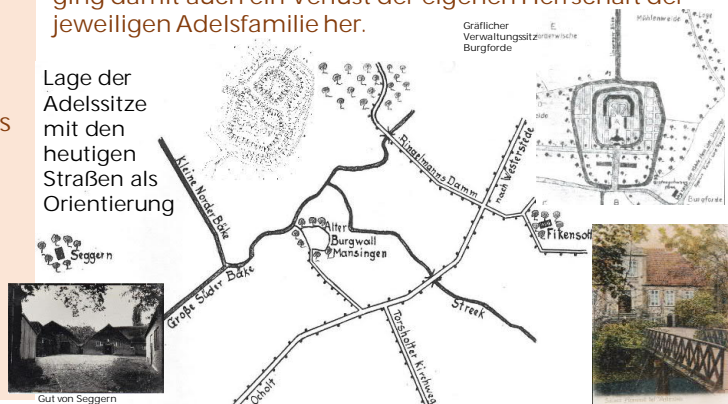 ging damit auch ein Verlust der eigenen Herrschaft der
jeweiligen Adelsfamilie her.
Gräflicher
Verwaltungssitz
Burgforde
Lage der
Adelssitze
mit den
heutigen
Straßen als
Orientierung
s
Mühlenweide
Burgforde
Kleine Norder Bäke
Ringelmanns Damm
nach Westerstede
Alter
Burgwall
Mansingen
Fikensolt
Seggern
Große Süder Bäke
Streek
Torsholter Kirchweg
Ocholt
Gut von Seggern